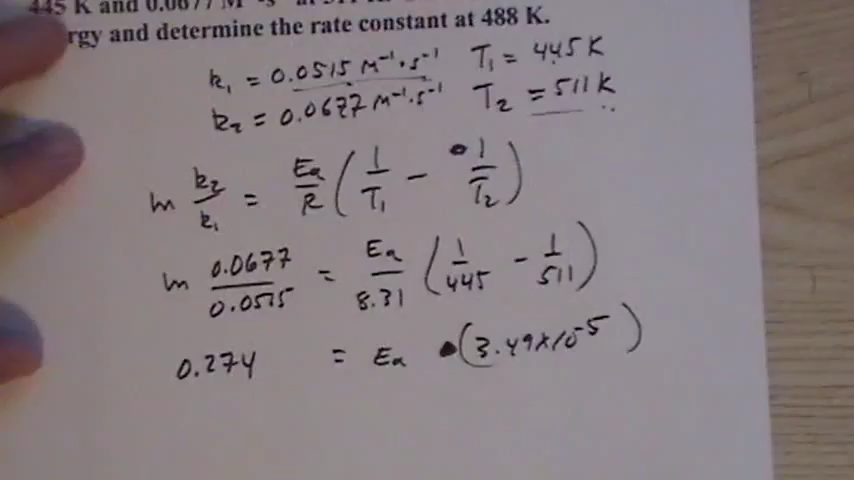 445 K and 0.0677 M⁻¹·s⁻¹ at 511 K.
rgy and determine the rate constant at 488 K.
k₁ = 0.0515 M⁻¹·s⁻¹ T₁ = 445 K
k₂ = 0.0677 M⁻¹·s⁻¹ T₂ = 511 K
ln k₂/k₁ = Ea/R (1/T₁ - 1/T₂)
ln 0.0677/0.0515 = Ea/8.31 (1/445 - 1/511)
0.274 = Ea (3.49×10⁻⁵)